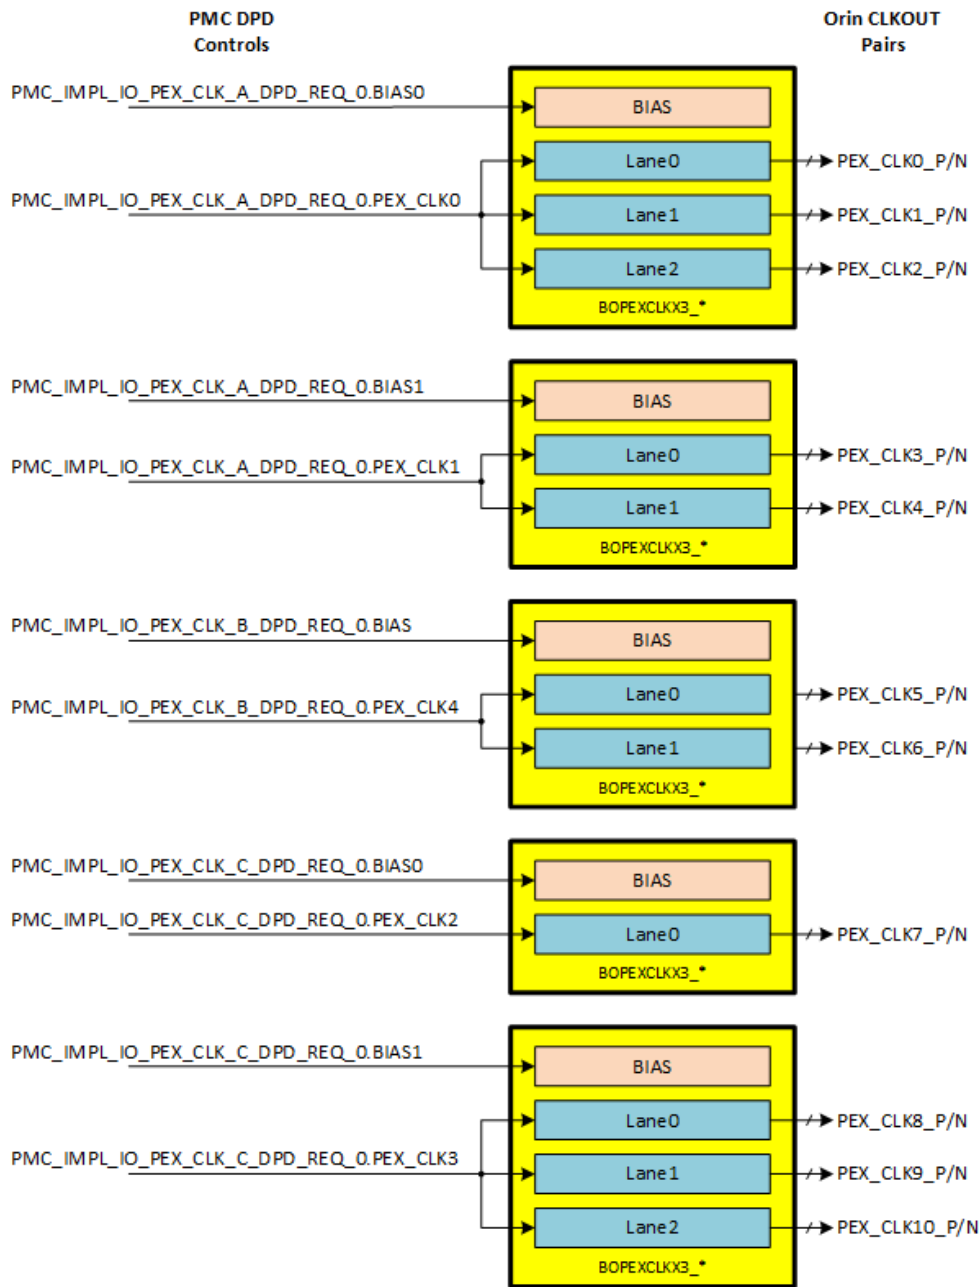 PMC DPD
Controls
Orin CLKOUT
Pairs
PMC_IMPL_IO_PEX_CLK_A_DPD_REQ_0.BIAS0
BIAS
Lane0
PEX_CLK0_P/N
PMC_IMPL_IO_PEX_CLK_A_DPD_REQ_0.PEX_CLK0
Lane1
PEX_CLK1_P/N
Lane2
PEX_CLK2_P/N
BOPEXCLKX3_*
PMC_IMPL_IO_PEX_CLK_A_DPD_REQ_0.BIAS1
BIAS
Lane0
PEX_CLK3_P/N
PMC_IMPL_IO_PEX_CLK_A_DPD_REQ_0.PEX_CLK1
Lane1
PEX_CLK4_P/N
BOPEXCLKX3_*
PMC_IMPL_IO_PEX_CLK_B_DPD_REQ_0.BIAS
BIAS
Lane0
PEX_CLK5_P/N
PMC_IMPL_IO_PEX_CLK_B_DPD_REQ_0.PEX_CLK4
Lane1
PEX_CLK6_P/N
BOPEXCLKX3_*
PMC_IMPL_IO_PEX_CLK_C_DPD_REQ_0.BIAS0
BIAS
PMC_IMPL_IO_PEX_CLK_C_DPD_REQ_0.PEX_CLK2
Lane0
PEX_CLK7_P/N
BOPEXCLKX3_*
PMC_IMPL_IO_PEX_CLK_C_DPD_REQ_0.BIAS1
BIAS
Lane0
PEX_CLK8_P/N
PMC_IMPL_IO_PEX_CLK_C_DPD_REQ_0.PEX_CLK3
Lane1
PEX_CLK9_P/N
Lane2
PEX_CLK10_P/N
BOPEXCLKX3_*